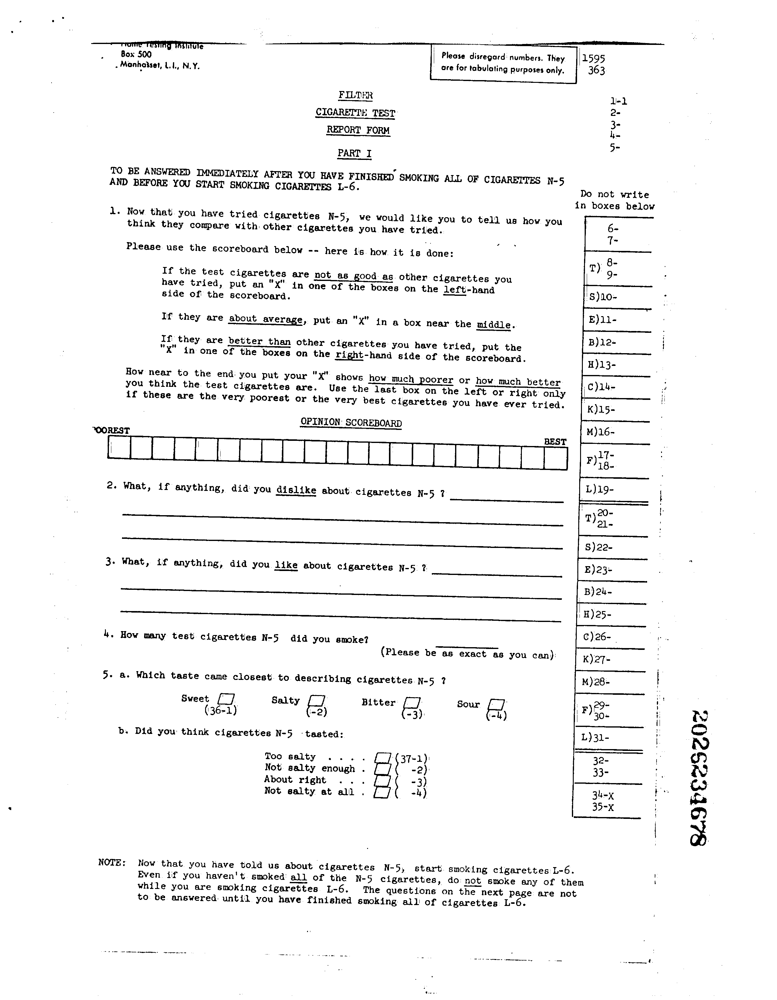 Home Testing Institute
Box 500
Manhasset, L.I., N.Y.
Please disregard numbers. They
are for tabulating purposes only.
1595
363
FILTER
CIGARETTE TEST
REPORT FORM
PART I
1-1
2-
3-
4-
5-
TO BE ANSWERED IMMEDIATELY AFTER YOU HAVE FINISHED SMOKING ALL OF CIGARETTES N-5
AND BEFORE YOU START SMOKING CIGARETTES L-6.
Do not write
in boxes below
1. Now that you have tried cigarettes N-5, we would like you to tell us how you
think they compare with other cigarettes you have tried.
Please use the scoreboard below -- here is how it is done:
If the test cigarettes are not as good as other cigarettes you
have tried, put an "X" in one of the boxes on the left-hand
side of the scoreboard.
If they are about average, put an "X" in a box near the middle.
If they are better than other cigarettes you have tried, put the
"X" in one of the boxes on the right-hand side of the scoreboard.
How near to the end you put your "X" shows how much poorer or how much better
you think the test cigarettes are. Use the last box on the left or right only
if these are the very poorest or the very best cigarettes you have ever tried.
OPINION SCOREBOARD
POOREST
BEST
2. What, if anything, did you dislike about cigarettes N-5 ?
3. What, if anything, did you like about cigarettes N-5 ?
4. How many test cigarettes N-5 did you smoke?
(Please be as exact as you can)
5. a. Which taste came closest to describing cigarettes N-5 ?
Sweet (36-1) Salty (-2) Bitter (-3) Sour (-4)
b. Did you think cigarettes N-5 tasted:
Too salty . . . . (37-1)
Not salty enough . ( -2)
About right . . . ( -3)
Not salty at all . ( -4)
6-
7-
T) 8-
9-
S)10-
E)11-
B)12-
H)13-
C)14-
K)15-
M)16-
F)17-
18-
L)19-
T)20-
21-
S)22-
E)23-
B)24-
H)25-
C)26-
K)27-
M)28-
F)29-
30-
L)31-
32-
33-
34-X
35-X
NOTE: Now that you have told us about cigarettes N-5, start smoking cigarettes L-6.
Even if you haven't smoked all of the N-5 cigarettes, do not smoke any of them
while you are smoking cigarettes L-6. The questions on the next page are not
to be answered until you have finished smoking all of cigarettes L-6.
2025234678